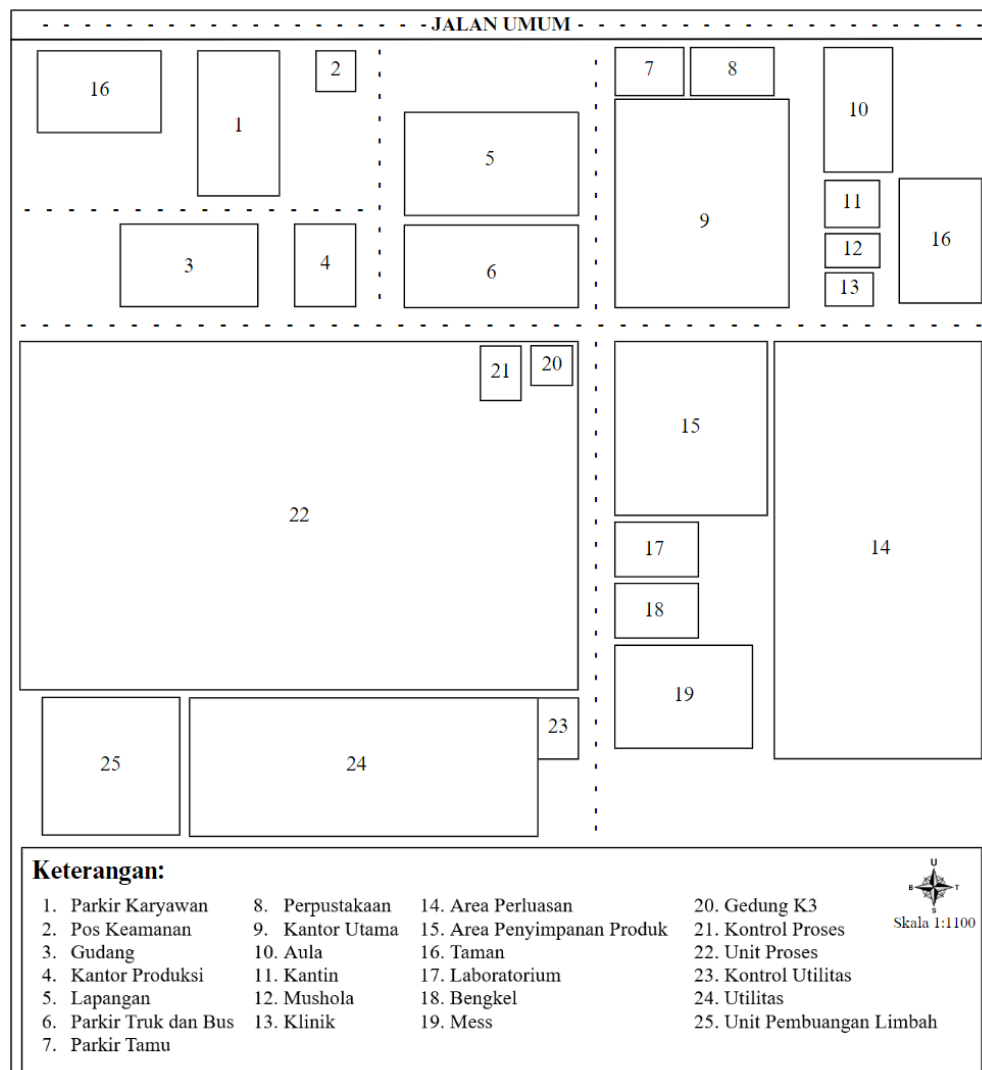 JALAN UMUM
16
1
2
5
7
8
10
9
11
16
12
13
3
4
6
21
20
22
15
14
17
18
19
25
24
23
Keterangan:
1. Parkir Karyawan
2. Pos Keamanan
3. Gudang
4. Kantor Produksi
5. Lapangan
6. Parkir Truk dan Bus
7. Parkir Tamu
8. Perpustakaan
9. Kantor Utama
10. Aula
11. Kantin
12. Mushola
13. Klinik
14. Area Perluasan
15. Area Penyimpanan Produk
16. Taman
17. Laboratorium
18. Bengkel
19. Mess
20. Gedung K3
21. Kontrol Proses
22. Unit Proses
23. Kontrol Utilitas
24. Utilitas
25. Unit Pembuangan Limbah
U
B T
S
Skala 1:1100